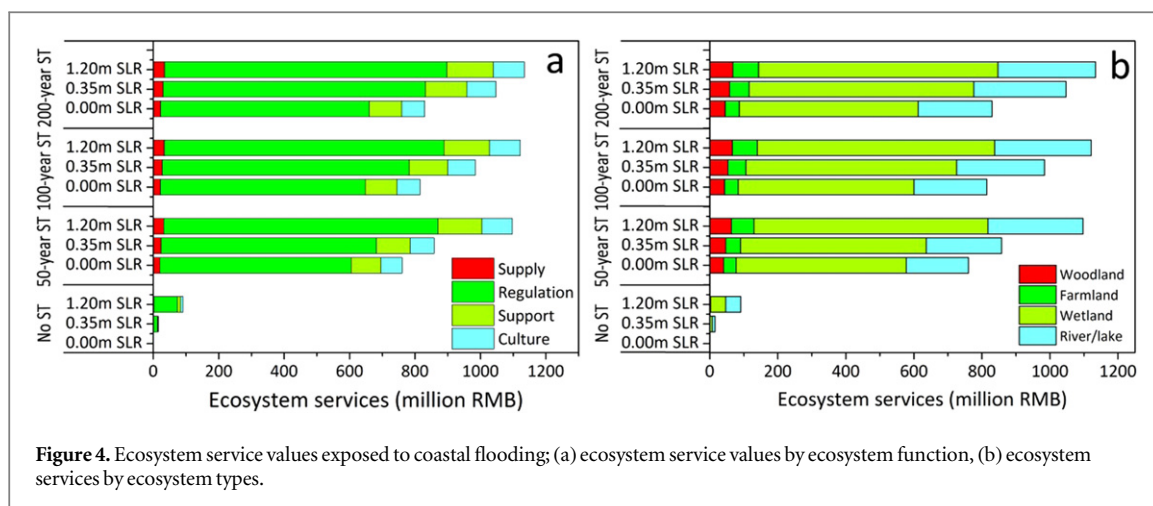 a
200-year ST
1.20m SLR
0.35m SLR
0.00m SLR
100-year ST
1.20m SLR
0.35m SLR
0.00m SLR
50-year ST
1.20m SLR
0.35m SLR
0.00m SLR
No ST
1.20m SLR
0.35m SLR
0.00m SLR
Supply
Regulation
Support
Culture
0 200 400 600 800 1000 1200
Ecosystem services (million RMB)
b
200-year ST
1.20m SLR
0.35m SLR
0.00m SLR
100-year ST
1.20m SLR
0.35m SLR
0.00m SLR
50-year ST
1.20m SLR
0.35m SLR
0.00m SLR
No ST
1.20m SLR
0.35m SLR
0.00m SLR
Woodland
Farmland
Wetland
River/lake
0 200 400 600 800 1000 1200
Ecosystem services (million RMB)
Figure 4. Ecosystem service values exposed to coastal flooding; (a) ecosystem service values by ecosystem function, (b) ecosystem
services by ecosystem types.